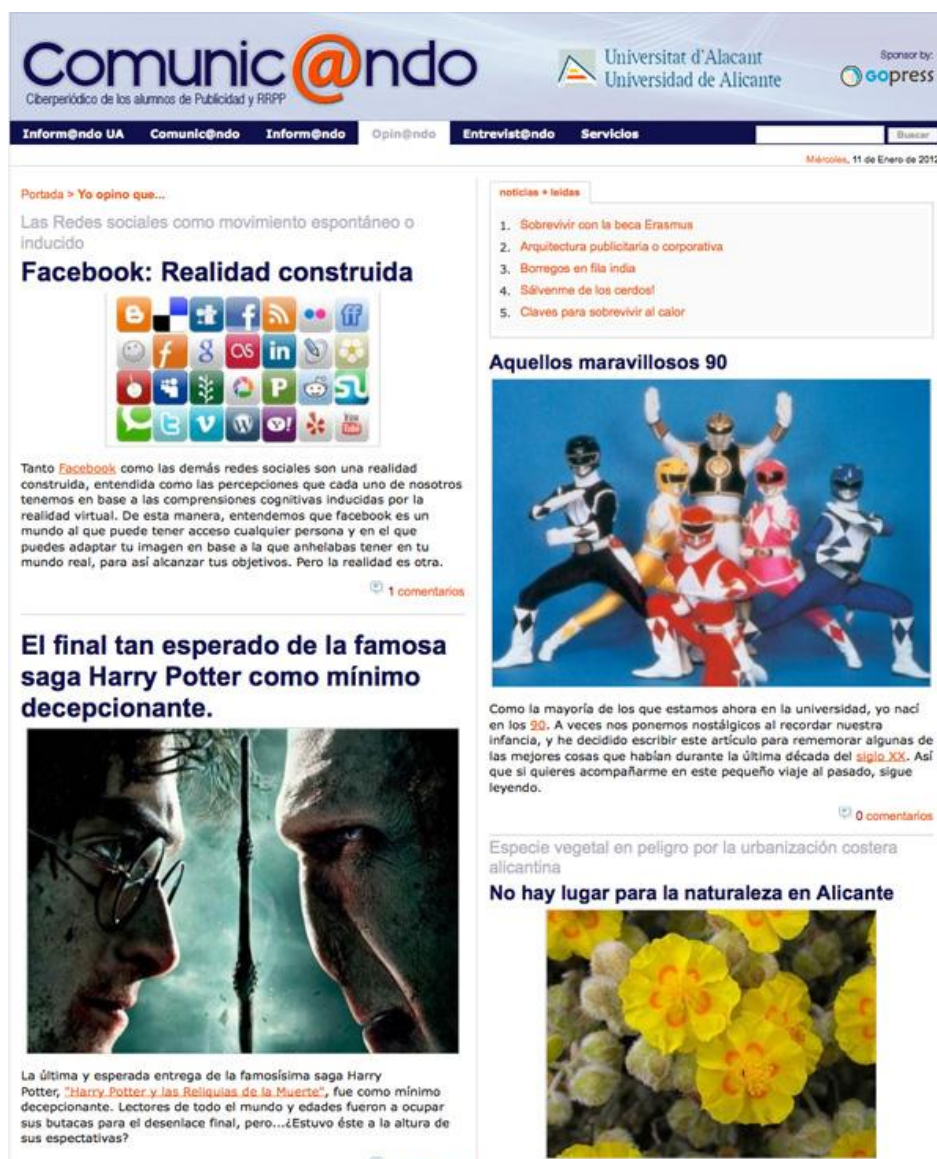 Comunic@ndo
Ciberperiódico de los alumnos de Publicidad y RRPP
Universitat d'Alacant
Universidad de Alicante
Sponsor by:
GOPRESS
Inform@ndo UA Comunic@ndo Inform@ndo Opin@ndo Entrevist@ndo Servicios Buscar
Miércoles, 11 de Enero de 2012
Portada > Yo opino que...
Las Redes sociales como movimiento espontáneo o
inducido
Facebook: Realidad construida
Tanto Facebook como las demás redes sociales son una realidad
construida, entendida como las percepciones que cada uno de nosotros
tenemos en base a las comprensiones cognitivas inducidas por la
realidad virtual. De esta manera, entendemos que facebook es un
mundo al que puede tener acceso cualquier persona y en el que
puedes adaptar tu imagen en base a la que anhelabas tener en tu
mundo real, para así alcanzar tus objetivos. Pero la realidad es otra.
1 comentarios
El final tan esperado de la famosa
saga Harry Potter como mínimo
decepcionante.
La última y esperada entrega de la famosísima saga Harry
Potter, "Harry Potter y las Reliquias de la Muerte", fue como mínimo
decepcionante. Lectores de todo el mundo y edades fueron a ocupar
sus butacas para el desenlace final, pero...¿Estuvo éste a la altura de
sus espectativas?
noticias + leídas
1. Sobrevivir con la beca Erasmus
2. Arquitectura publicitaria o corporativa
3. Borregos en fila india
4. Sálvenme de los cerdos!
5. Claves para sobrevivir al calor
Aquellos maravillosos 90
Como la mayoría de los que estamos ahora en la universidad, yo nací
en los 90. A veces nos ponemos nostálgicos al recordar nuestra
infancia, y he decidido escribir este artículo para rememorar algunas de
las mejores cosas que habían durante la última década del siglo XX. Así
que si quieres acompañarme en este pequeño viaje al pasado, sigue
leyendo.
0 comentarios
Especie vegetal en peligro por la urbanización costera
alicantina
No hay lugar para la naturaleza en Alicante